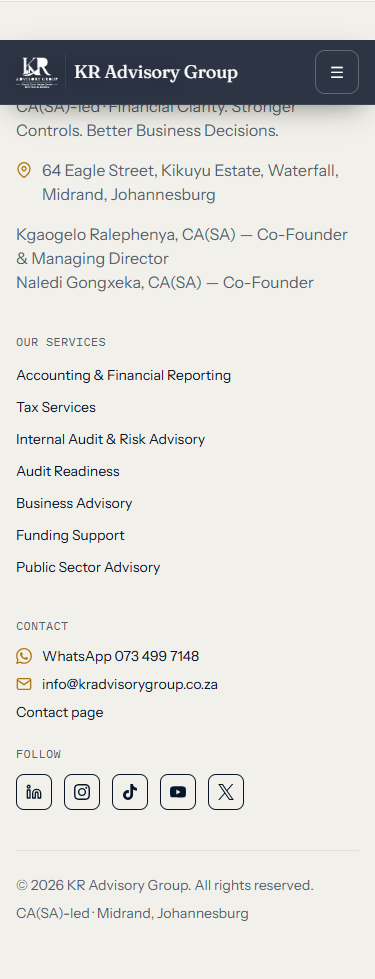 KR
ADVISORY GROUP
KR Advisory Group
CA(SA)-led · Financial Clarity. Stronger
Controls. Better Business Decisions.
64 Eagle Street, Kikuyu Estate, Waterfall,
Midrand, Johannesburg
Kgaogelo Ralephenya, CA(SA) — Co-Founder
& Managing Director
Naledi Gongxeka, CA(SA) — Co-Founder
OUR SERVICES
Accounting & Financial Reporting
Tax Services
Internal Audit & Risk Advisory
Audit Readiness
Business Advisory
Funding Support
Public Sector Advisory
CONTACT
WhatsApp 073 499 7148
info@kradvisorygroup.co.za
Contact page
FOLLOW
© 2026 KR Advisory Group. All rights reserved.
CA(SA)-led · Midrand, Johannesburg